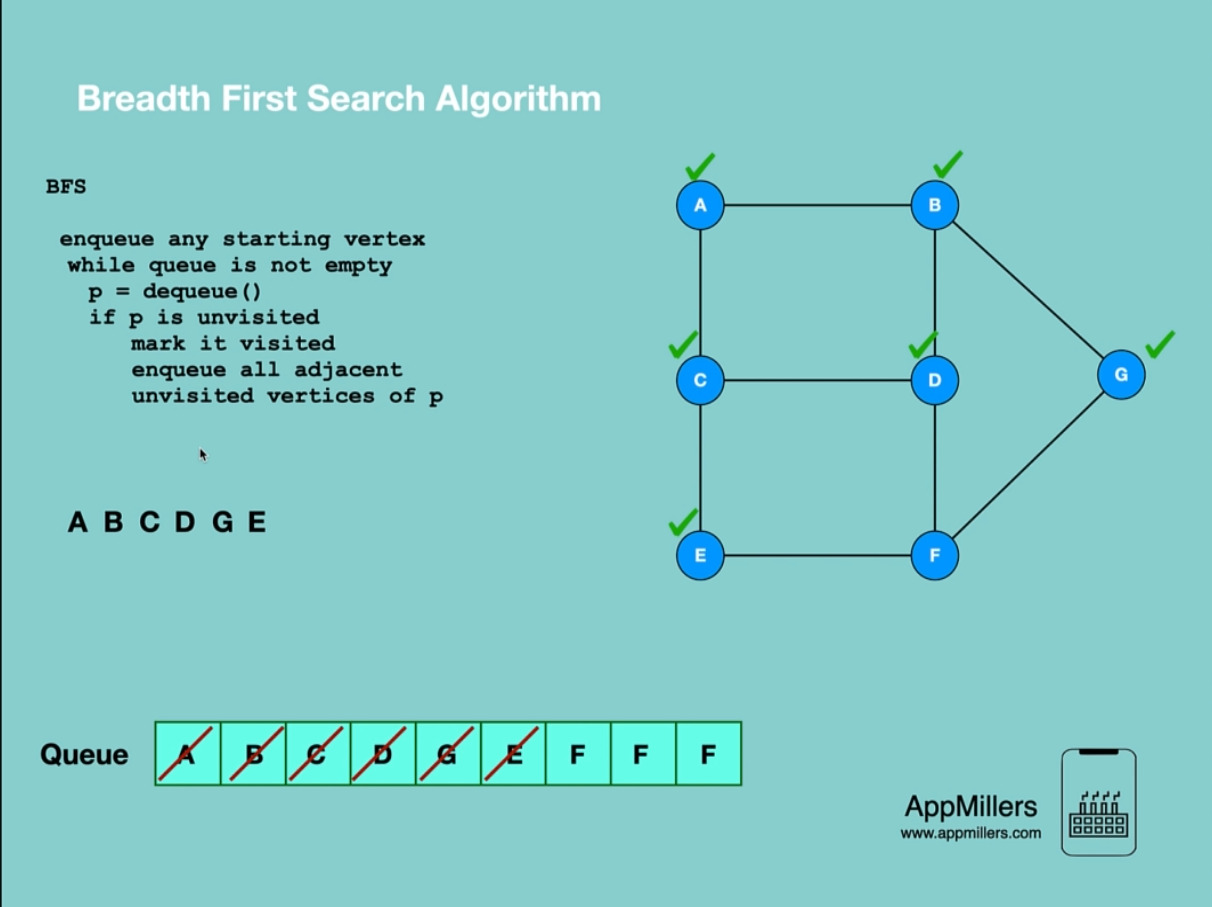 Breadth First Search Algorithm
BFS
enqueue any starting vertex
while queue is not empty
p = dequeue()
if p is unvisited
mark it visited
enqueue all adjacent
unvisited vertices of p
A B C D G E
A B
C D G
E F
Queue A B C D G E F F F
AppMillers
www.appmillers.com